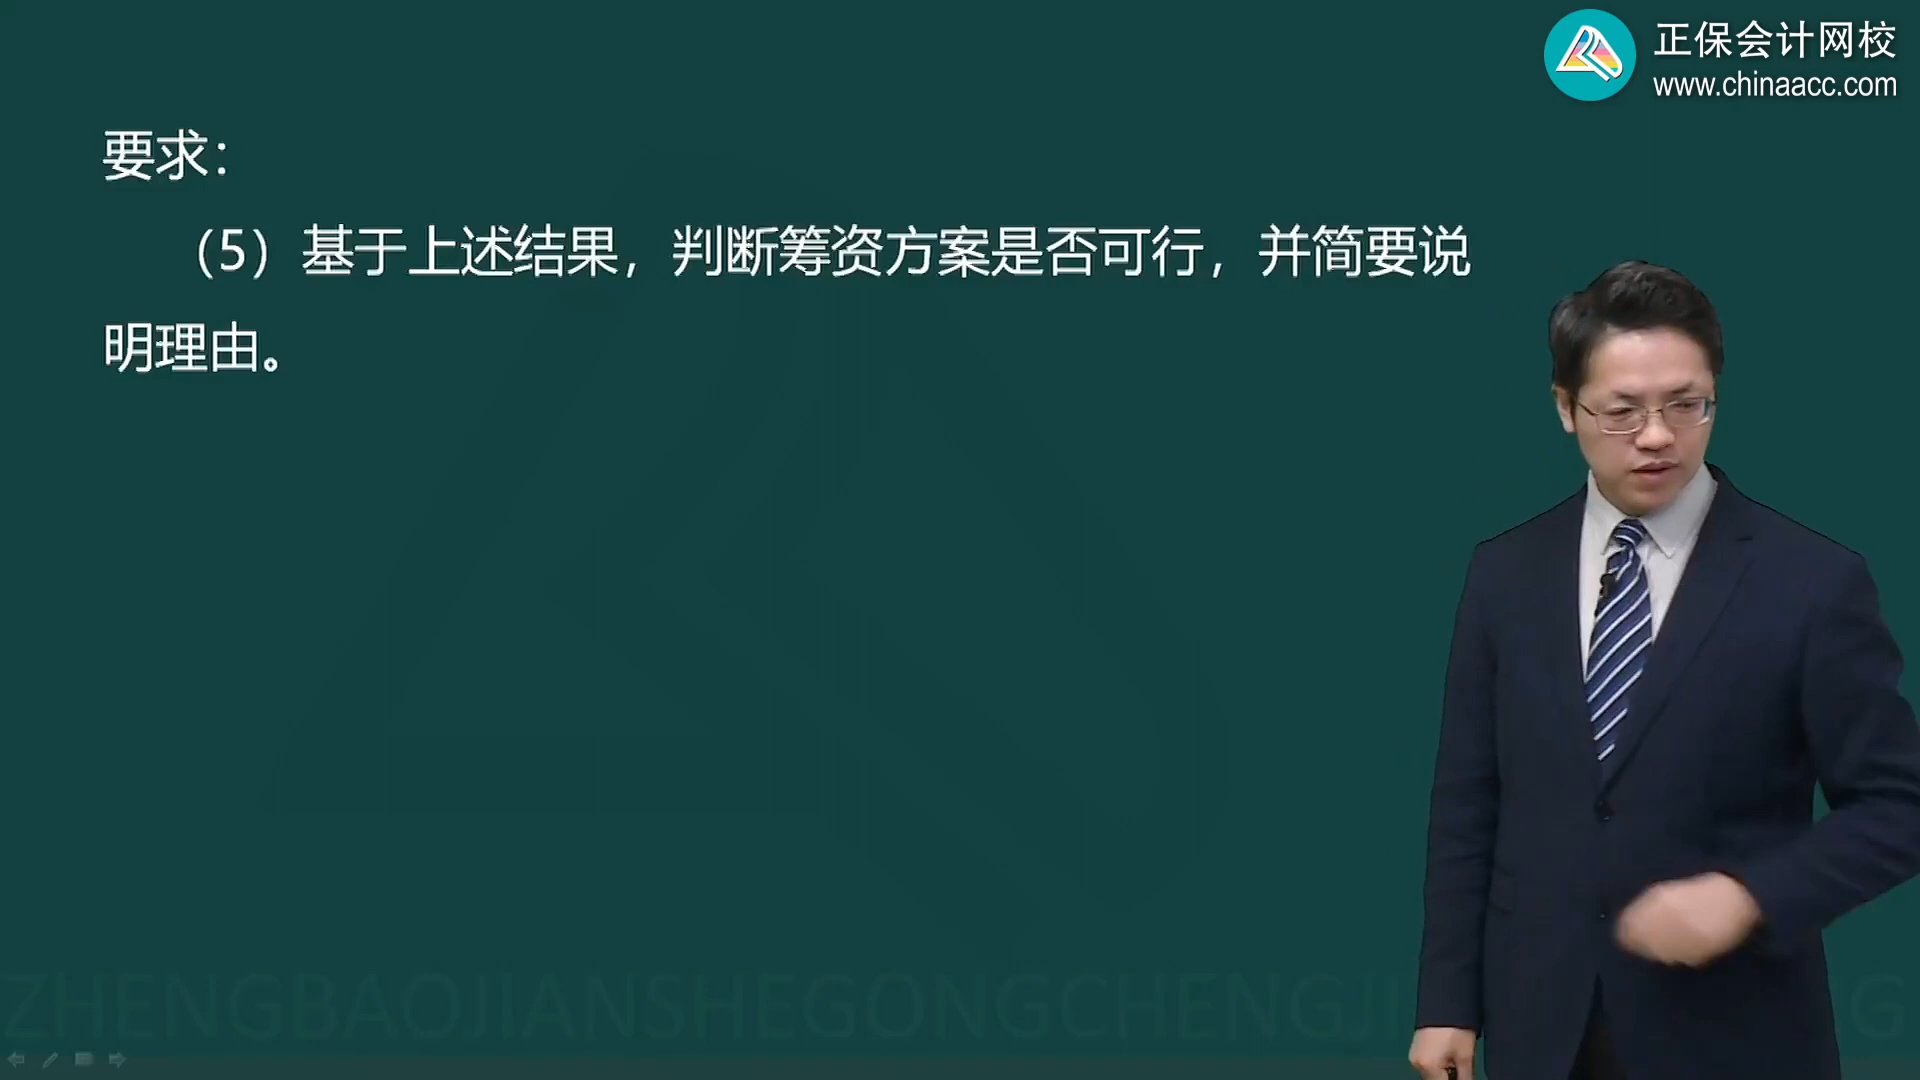 正保会计网校
www.chinaacc.com
要求：
（5）基于上述结果，判断筹资方案是否可行，并简要说
明理由。
ZHENGBAOJIANSHEGONGCHENGJI
G